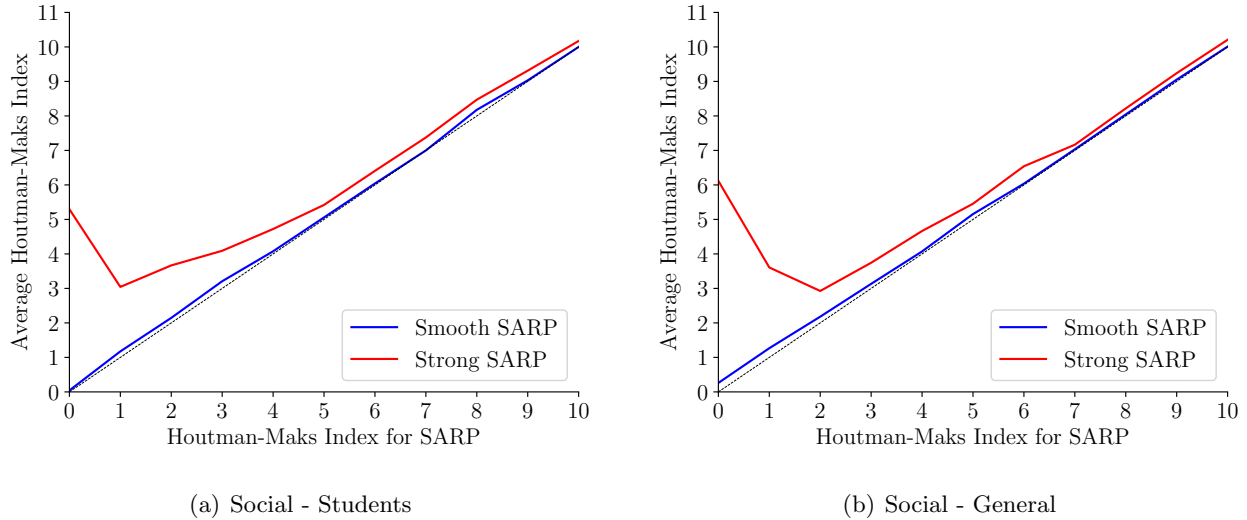 11
10
9
8
7
6
5
4
3
2
1
0
Average Houtman-Maks Index
0 1 2 3 4 5 6 7 8 9 10
Houtman-Maks Index for SARP
Smooth SARP
Strong SARP
(a) Social - Students
11
10
9
8
7
6
5
4
3
2
1
0
Average Houtman-Maks Index
0 1 2 3 4 5 6 7 8 9 10
Houtman-Maks Index for SARP
Smooth SARP
Strong SARP
(b) Social - General